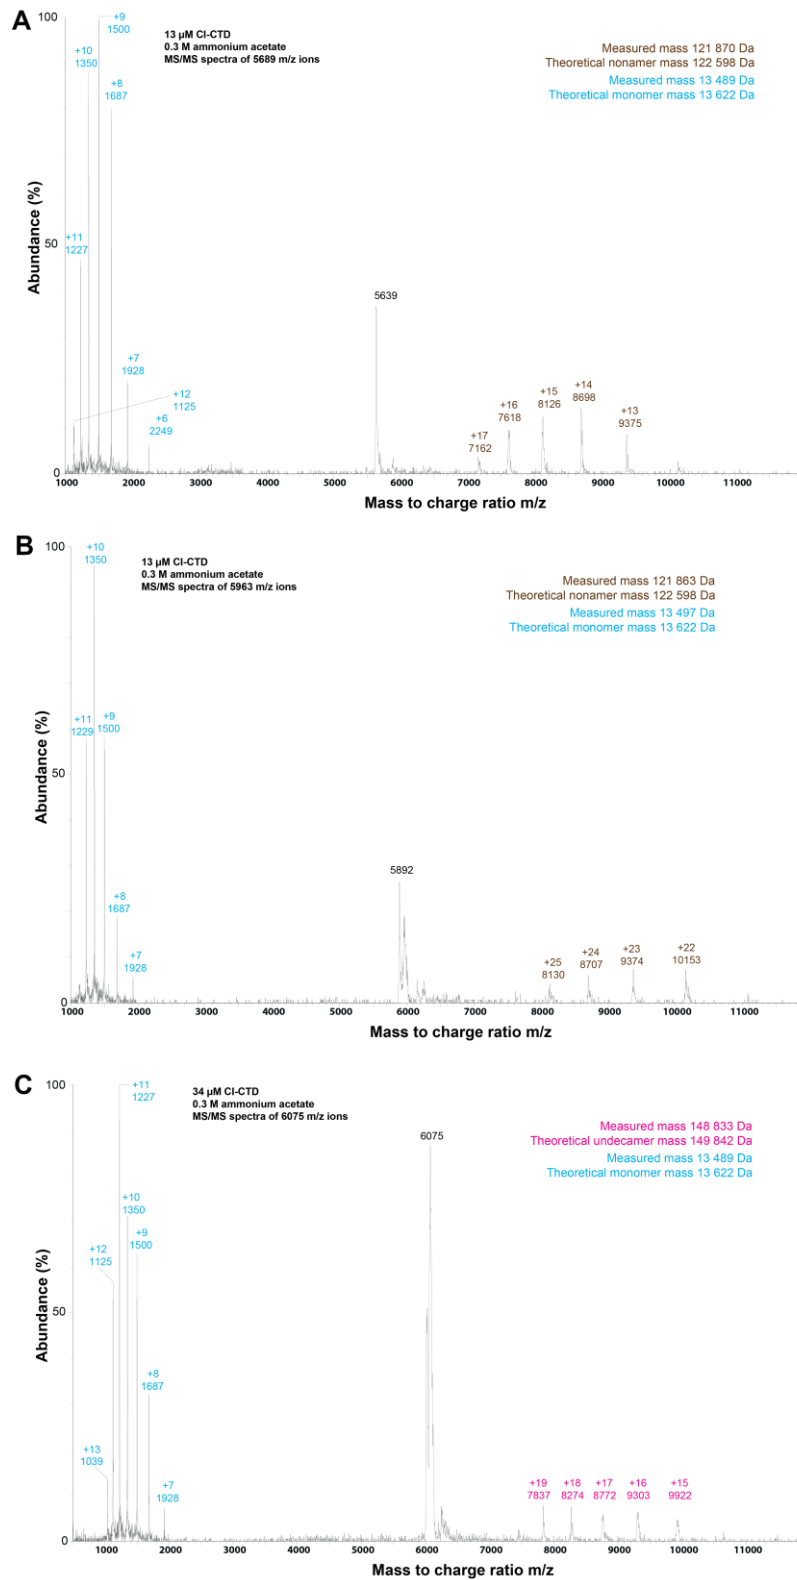 A
100
+9
1500
13 µM CI-CTD
0.3 M ammonium acetate
MS/MS spectra of 5689 m/z ions
Measured mass 121 870 Da
Theoretical nonamer mass 122 598 Da
Measured mass 13 489 Da
Theoretical monomer mass 13 622 Da
+10
1350
+8
1687
+11
1227
+7
1928
+12
1125
+6
2249
5639
+17
7162
+16
7618
+15
8126
+14
8698
+13
9375
Abundance (%)
50
0
1000 2000 3000 4000 5000 6000 7000 8000 9000 10000 11000
Mass to charge ratio m/z
B
100
+10
1350
13 µM CI-CTD
0.3 M ammonium acetate
MS/MS spectra of 5963 m/z ions
Measured mass 121 863 Da
Theoretical nonamer mass 122 598 Da
Measured mass 13 497 Da
Theoretical monomer mass 13 622 Da
+11
1229
+9
1500
+8
1687
+7
1928
5892
+25
8130
+24
8707
+23
9374
+22
10153
Abundance (%)
50
0
1000 2000 3000 4000 5000 6000 7000 8000 9000 10000 11000
Mass to charge ratio m/z
C
100
+11
1227
34 µM CI-CTD
0.3 M ammonium acetate
MS/MS spectra of 6075 m/z ions
Measured mass 148 833 Da
Theoretical undecamer mass 149 842 Da
Measured mass 13 489 Da
Theoretical monomer mass 13 622 Da
+10
1350
+9
1500
+12
1125
+8
1687
+13
1039
+7
1928
6075
+19
7837
+18
8274
+17
8772
+16
9303
+15
9922
Abundance (%)
50
0
1000 2000 3000 4000 5000 6000 7000 8000 9000 10000 11000
Mass to charge ratio m/z